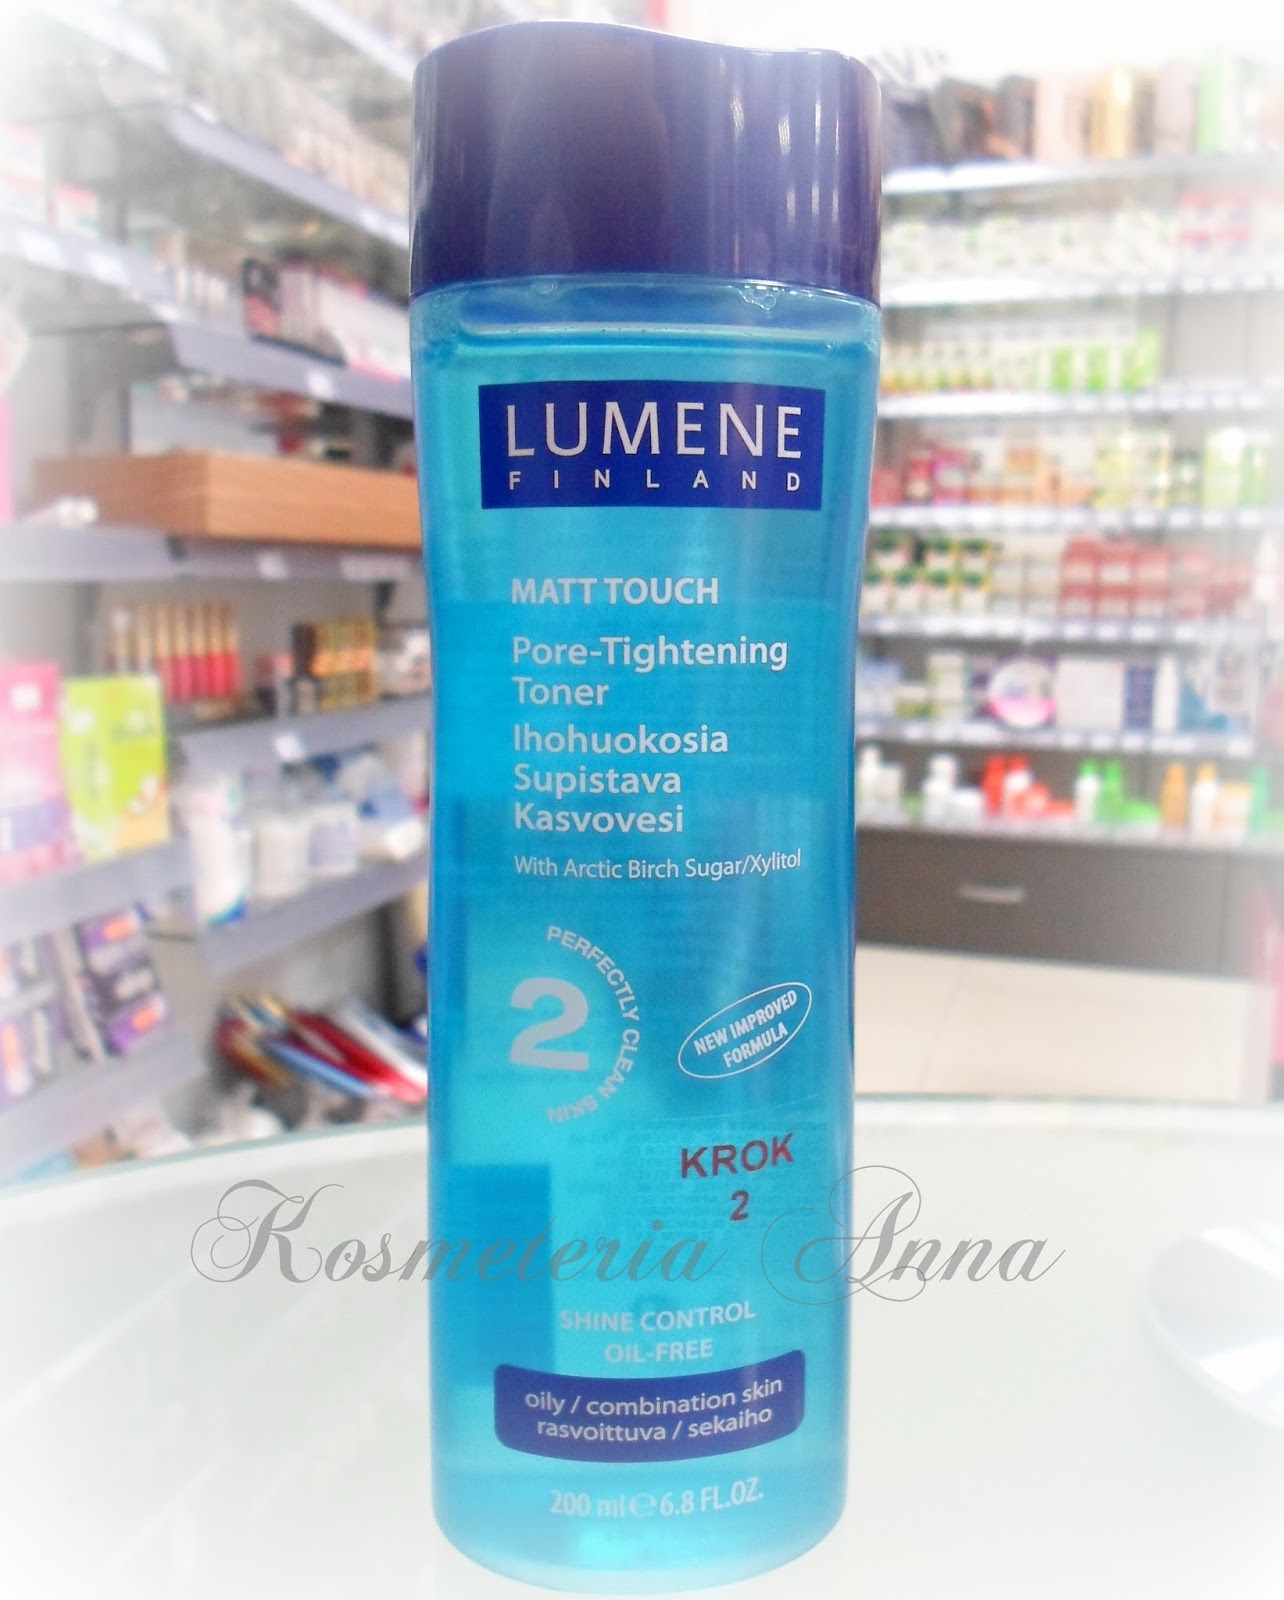 LUMENE
FINLAND
MATT TOUCH
Pore-Tightening
Toner
Ihohuokosia
Supistava
Kasvovesi
With Arctic Birch Sugar/Xylitol
2
PERFECTLY CLEAN SKIN
NEW IMPROVED
FORMULA
KROK
2
Kosmeteria Anna
SHINE CONTROL
OIL-FREE
oily / combination skin
rasvoittuva / sekaiho
200 ml ℮ 6.8 FL.OZ.